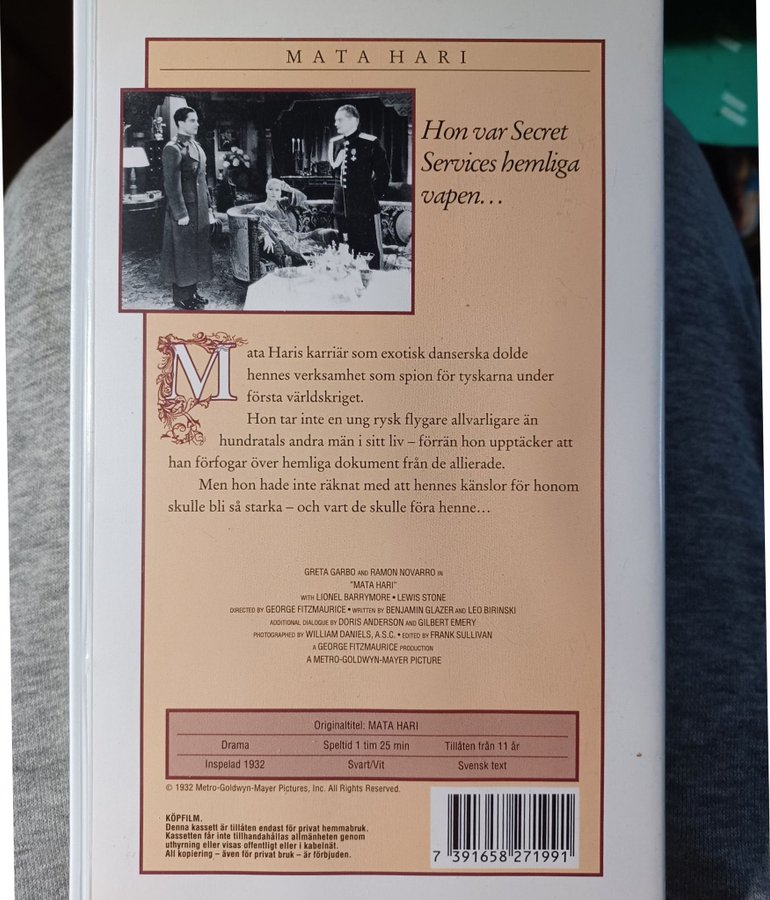 MATA HARI
Hon var Secret
Services hemliga
vapen...
Mata Haris karriär som exotisk danserska dolde
hennes verksamhet som spion för tyskarna under
första världskriget.
Hon tar inte en ung rysk flygare allvarligare än
hundratals andra män i sitt liv – förrän hon upptäcker att
han förfogar över hemliga dokument från de allierade.
Men hon hade inte räknat med att hennes känslor för honom
skulle bli så starka – och vart de skulle föra henne...
GRETA GARBO AND RAMON NOVARRO IN
"MATA HARI"
WITH LIONEL BARRYMORE • LEWIS STONE
DIRECTED BY GEORGE FITZMAURICE • WRITTEN BY BENJAMIN GLAZER AND LEO BIRINSKI
ADDITIONAL DIALOGUE BY DORIS ANDERSON AND GILBERT EMERY
PHOTOGRAPHED BY WILLIAM DANIELS, A.S.C. • EDITED BY FRANK SULLIVAN
A GEORGE FITZMAURICE PRODUCTION
A METRO-GOLDWYN-MAYER PICTURE
Originaltitel: MATA HARI
Drama Speltid 1 tim 25 min Tillåten från 11 år
Inspelad 1932 Svart/Vit Svensk text
© 1932 Metro-Goldwyn-Mayer Pictures, Inc. All Rights Reserved.
KÖPFILM.
Denna kassett är tillåten endast för privat hemmabruk.
Kassetten får inte tillhandahållas allmänheten genom
uthyrning eller visas offentligt eller i kabelnät.
All kopiering – även för privat bruk – är förbjuden.
7 391658 271991